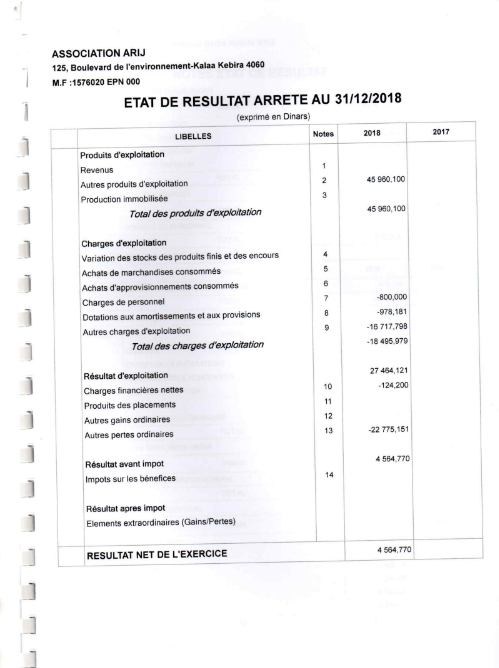 ASSOCIATION ARIJ
125, Boulevard de l'environnement-Kalaa Kebira 4060
M.F :1576020 EPN 000
ETAT DE RESULTAT ARRETE AU 31/12/2018
(exprimé en Dinars)
LIBELLES Notes 2018 2017
Produits d'exploitation
Revenus 1
Autres produits d'exploitation 2 45 960,100
Production immobilisée 3
Total des produits d'exploitation 45 960,100
Charges d'exploitation
Variation des stocks des produits finis et des encours 4
Achats de marchandises consommés 5
Achats d'approvisionnements consommés 6
Charges de personnel 7 -800,000
Dotations aux amortissements et aux provisions 8 -978,181
Autres charges d'exploitation 9 -16 717,798
Total des charges d'exploitation -18 495,979
Résultat d'exploitation 27 464,121
Charges financières nettes 10 -124,200
Produits des placements 11
Autres gains ordinaires 12
Autres pertes ordinaires 13 -22 775,151
Résultat avant impot 4 564,770
Impots sur les bénefices 14
Résultat apres impot
Elements extraordinaires (Gains/Pertes)
RESULTAT NET DE L'EXERCICE 4 564,770